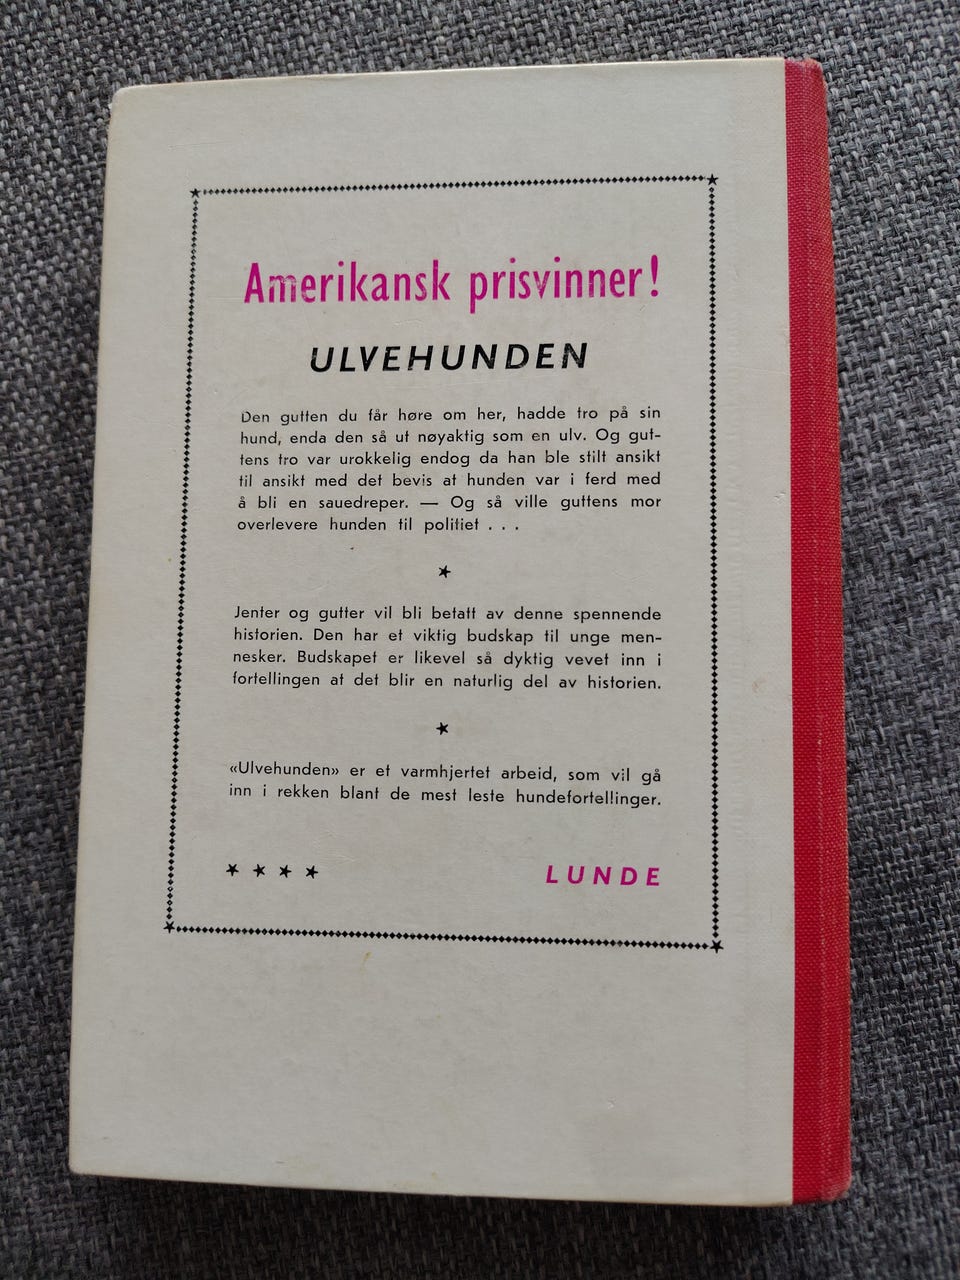 Amerikansk prisvinner!
ULVEHUNDEN
Den gutten du får høre om her, hadde tro på sin
hund, enda den så ut nøyaktig som en ulv. Og gut-
tens tro var urokkelig endog da han ble stilt ansikt
til ansikt med det bevis at hunden var i ferd med
å bli en sauedreper. — Og så ville guttens mor
overlevere hunden til politiet . . .
Jenter og gutter vil bli betatt av denne spennende
historien. Den har et viktig budskap til unge men-
nesker. Budskapet er likevel så dyktig vevet inn i
fortellingen at det blir en naturlig del av historien.
«Ulvehunden» er et varmhjertet arbeid, som vil gå
inn i rekken blant de mest leste hundefortellinger.
LUNDE